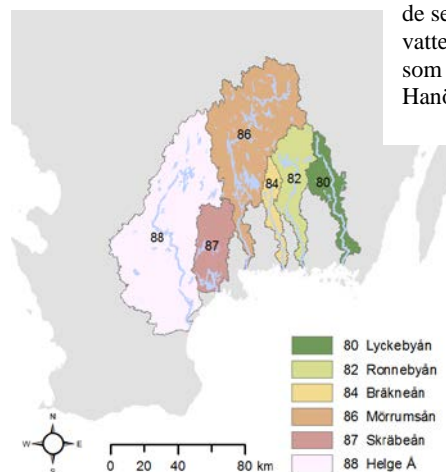 de se
vatte
som
Hanö
86
84
82
80
88
87
80 Lyckebyån
82 Ronnebyån
84 Bräkneån
86 Mörrumsån
87 Skräbeån
88 Helge Å
N
W E
S
0 20 40 80 km